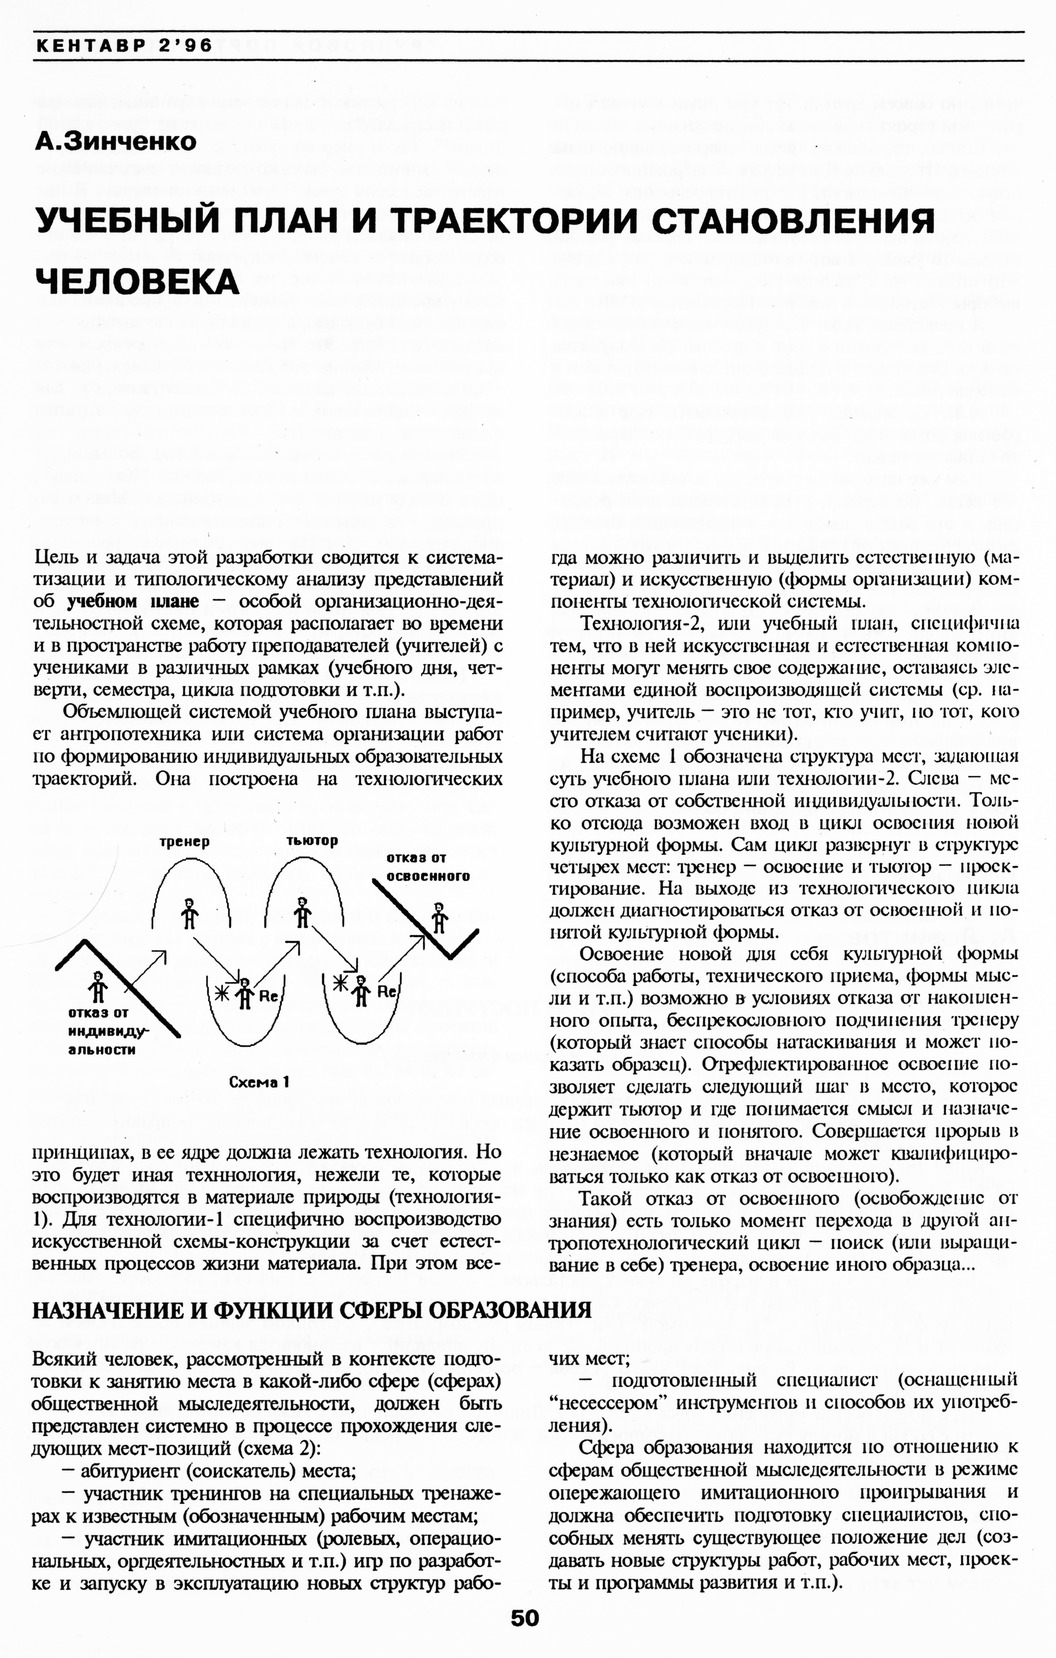 КЕНТАВР 2'96
А.Зинченко
УЧЕБНЫЙ ПЛАН И ТРАЕКТОРИИ СТАНОВЛЕНИЯ
ЧЕЛОВЕКА
Цель и задача этой разработки сводится к система-
тизации и типологическому анализу представлений
об учебном плане — особой организационно-дея-
тельностной схеме, которая располагает во времени
и в пространстве работу преподавателей (учителей) с
учениками в различных рамках (учебного дня, чет-
верти, семестра, цикла подготовки и т.п.).
Объемлющей системой учебного плана выступа-
ет антропотехника или система организации работ
по формированию индивидуальных образовательных
траекторий. Она построена на технологических
тренер
тьютор
отказ от
освоенного
Re
Re
отказ от
индивиду-
альности
Схема 1
принципах, в ее ядре должна лежать технология. Но
это будет иная техннология, нежели те, которые
воспроизводятся в материале природы (технология-
1). Для технологии-1 специфично воспроизводство
искусственной схемы-конструкции за счет естест-
венных процессов жизни материала. При этом все-
гда можно различить и выделить естественную (ма-
териал) и искусственную (формы организации) ком-
поненты технологической системы.
Технология-2, или учебный план, специфична
тем, что в ней искусственная и естественная компо-
ненты могут менять свое содержание, оставаясь эле-
ментами единой воспроизводящей системы (ср. на-
пример, учитель — это не тот, кто учит, но тот, кого
учителем считают ученики).
На схеме 1 обозначена структура мест, задающая
суть учебного плана или технологии-2. Слева — ме-
сто отказа от собственной индивидуальности. Толь-
ко отсюда возможен вход в цикл освоения новой
культурной формы. Сам цикл развернут в структуре
четырех мест: тренер — освоение и тьютор — проек-
тирование. На выходе из технологического цикла
должен диагностироваться отказ от освоенной и по-
нятой культурной формы.
Освоение новой для себя культурной формы
(способа работы, технического приема, формы мыс-
ли и т.п.) возможно в условиях отказа от накоплен-
ного опыта, беспрекословного подчинения тренеру
(который знает способы натаскивания и может по-
казать образец). Отрефлектированное освоение по-
зволяет сделать следующий шаг в место, которое
держит тьютор и где понимается смысл и назначе-
ние освоенного и понятого. Совершается прорыв в
незнаемое (который вначале может квалифициро-
ваться только как отказ от освоенного).
Такой отказ от освоенного (освобождение от
знания) есть только момент перехода в другой ан-
тропотехнологический цикл — поиск (или выращи-
вание в себе) тренера, освоение иного образца...
НАЗНАЧЕНИЕ И ФУНКЦИИ СФЕРЫ ОБРАЗОВАНИЯ
Всякий человек, рассмотренный в контексте подго-
товки к занятию места в какой-либо сфере (сферах)
общественной мыследеятельности, должен быть
представлен системно в процессе прохождения сле-
дующих мест-позиций (схема 2):
— абитуриент (соискатель) места;
— участник тренингов на специальных тренаже-
рах к известным (обозначенным) рабочим местам;
— участник имитационных (ролевых, операцио-
нальных, оргдеятельностных и т.п.) игр по разработ-
ке и запуску в эксплуатацию новых структур рабо-
чих мест;
— подготовленный специалист (оснащенный
“несессером” инструментов и способов их употреб-
ления).
Сфера образования находится по отношению к
сферам общественной мыследеятельности в режиме
опережающего имитационного проигрывания и
должна обеспечить подготовку специалистов, спо-
собных менять существующее положение дел (соз-
давать новые структуры работ, рабочих мест, проек-
ты и программы развития и т.п.).
50